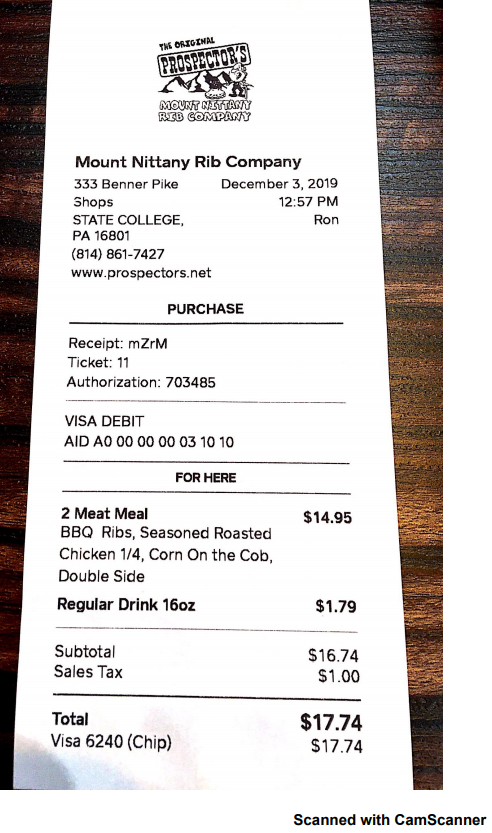 THE ORIGINAL
PROSPECTOR'S
MOUNT NITTANY
RIB COMPANY
Mount Nittany Rib Company
333 Benner Pike December 3, 2019
Shops 12:57 PM
STATE COLLEGE, Ron
PA 16801
(814) 861-7427
www.prospectors.net
PURCHASE
Receipt: mZrM
Ticket: 11
Authorization: 703485
VISA DEBIT
AID A0 00 00 00 03 10 10
FOR HERE
2 Meat Meal $14.95
BBQ Ribs, Seasoned Roasted
Chicken 1/4, Corn On the Cob,
Double Side
Regular Drink 16oz $1.79
Subtotal $16.74
Sales Tax $1.00
Total $17.74
Visa 6240 (Chip) $17.74
Scanned with CamScanner